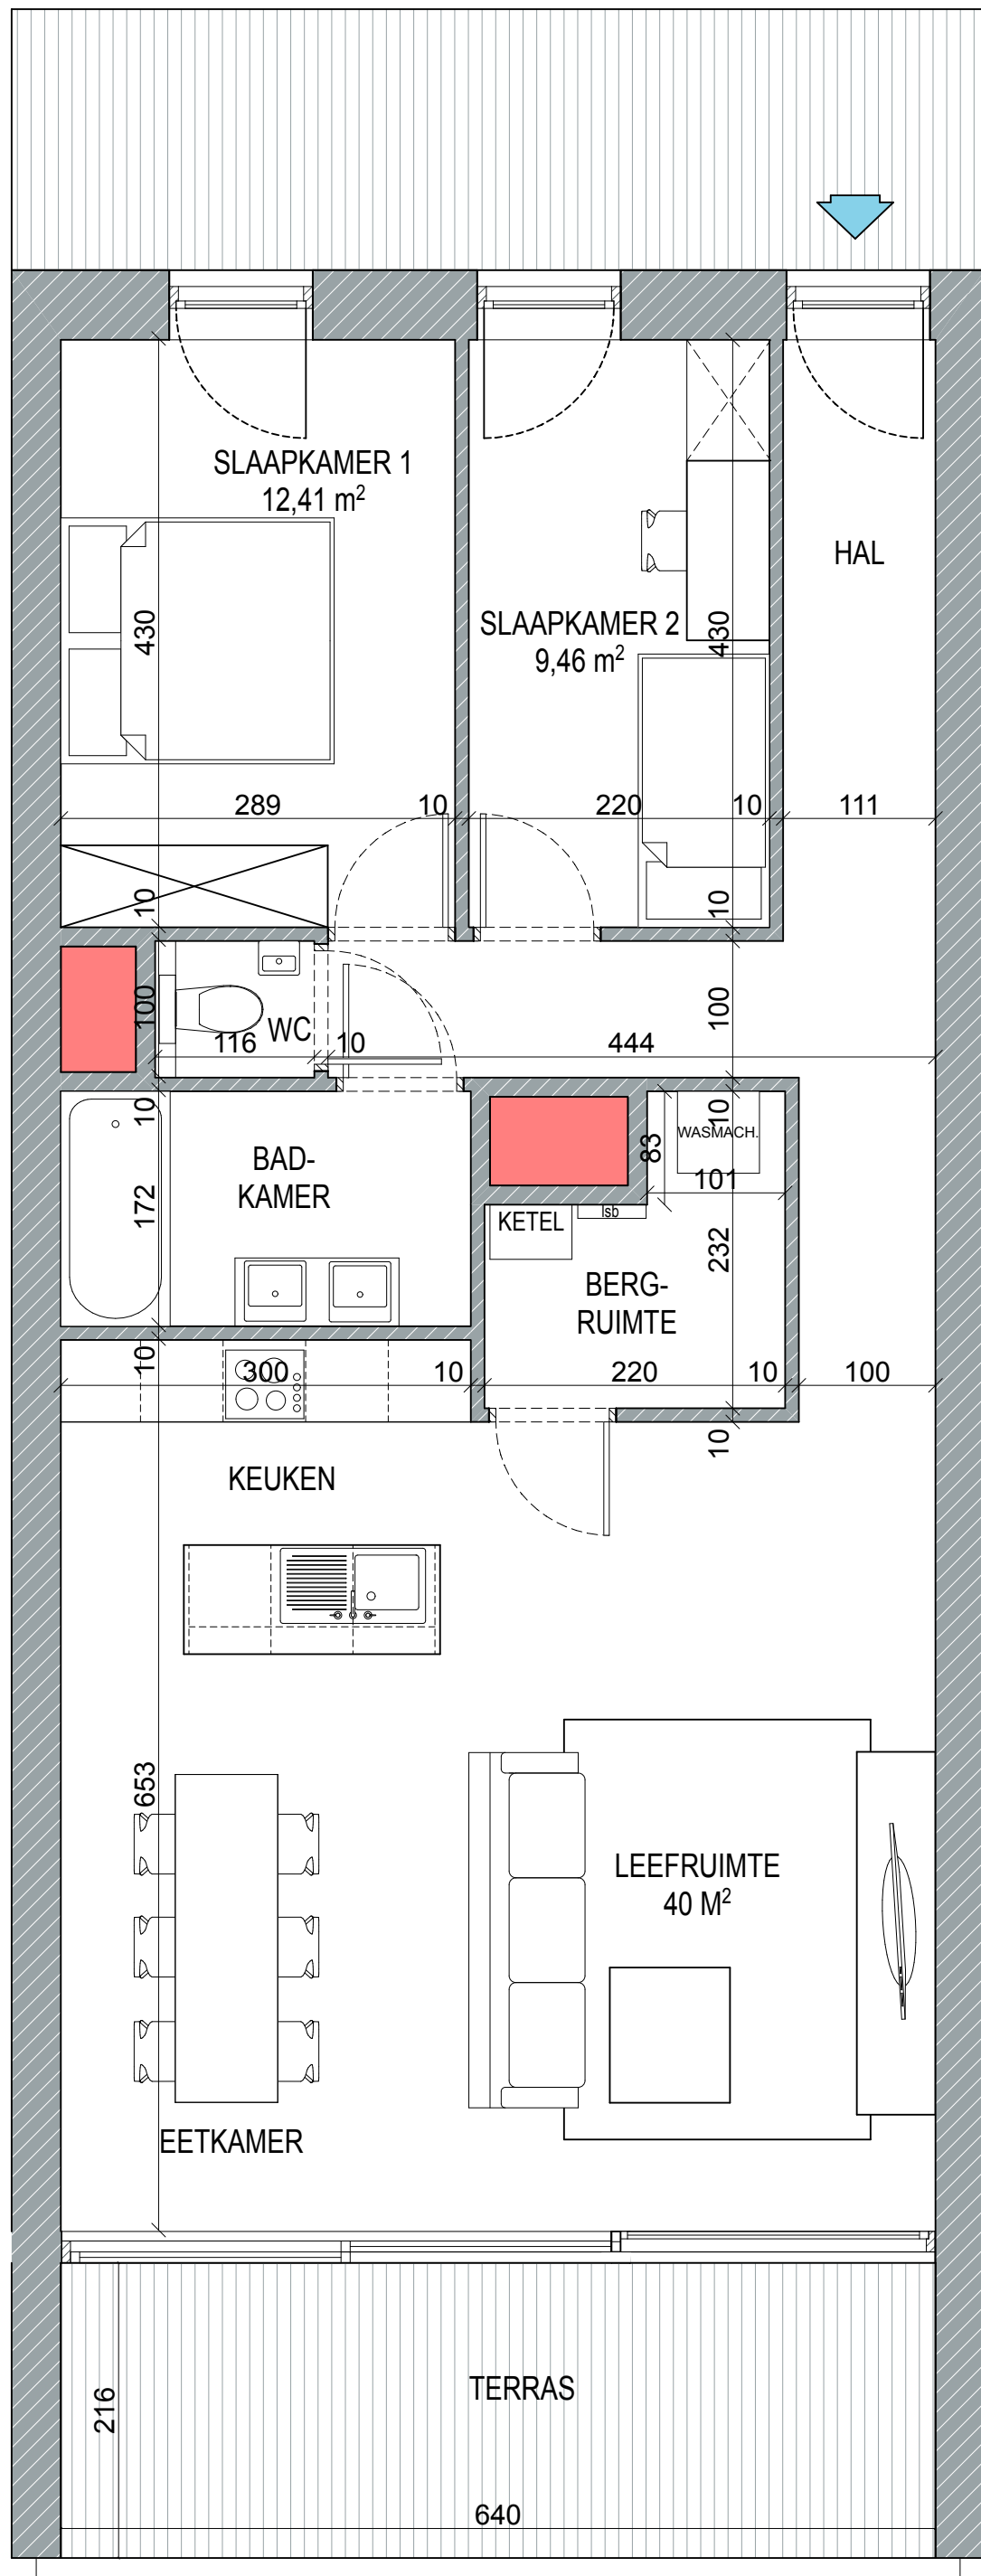 SLAAPKAMER 1
12,41 m²
HAL
SLAAPKAMER 2
9,46 m²
430
430
289
10
220
10
111
10
10
100
WC
116
10
100
444
10
10
WASMACH.
83
BAD-
KAMER
172
101
KETEL
lsb
232
BERG-
RUIMTE
10
300
10
220
10
100
10
KEUKEN
653
LEEFRUIMTE
40 M²
EETKAMER
TERRAS
216
640